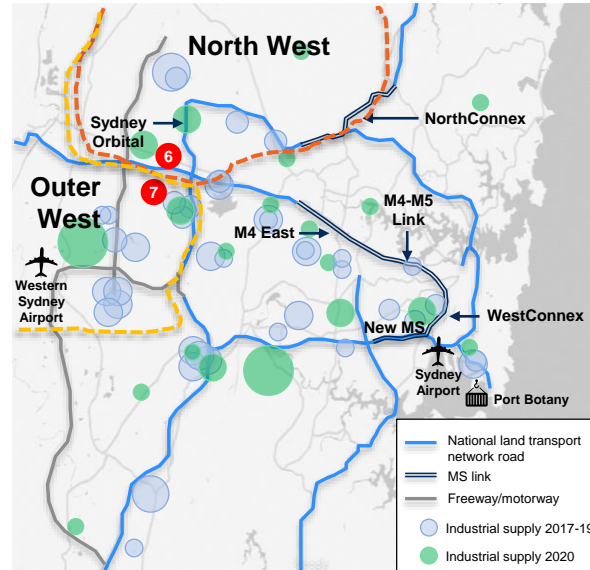 North West
Sydney
Orbital
NorthConnex
6
7
Outer
West
M4-M5
Link
M4 East
Western
Sydney
Airport
WestConnex
New M5
Sydney
Airport
Port Botany
National land transport
network road
MS link
Freeway/motorway
Industrial supply 2017-19
Industrial supply 2020